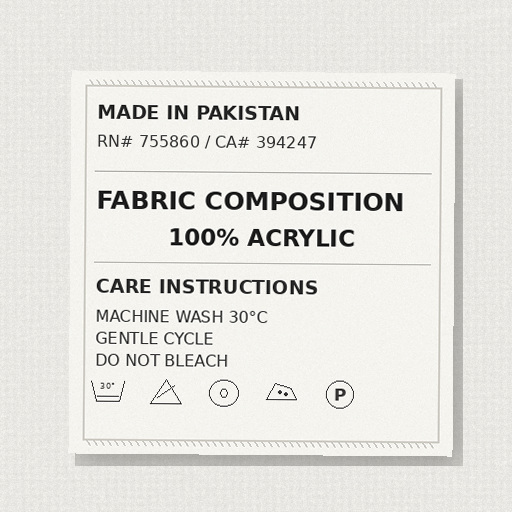 MADE IN PAKISTAN
RN# 755860 / CA# 394247
FABRIC COMPOSITION
100% ACRYLIC
CARE INSTRUCTIONS
MACHINE WASH 30°C
GENTLE CYCLE
DO NOT BLEACH
30° P